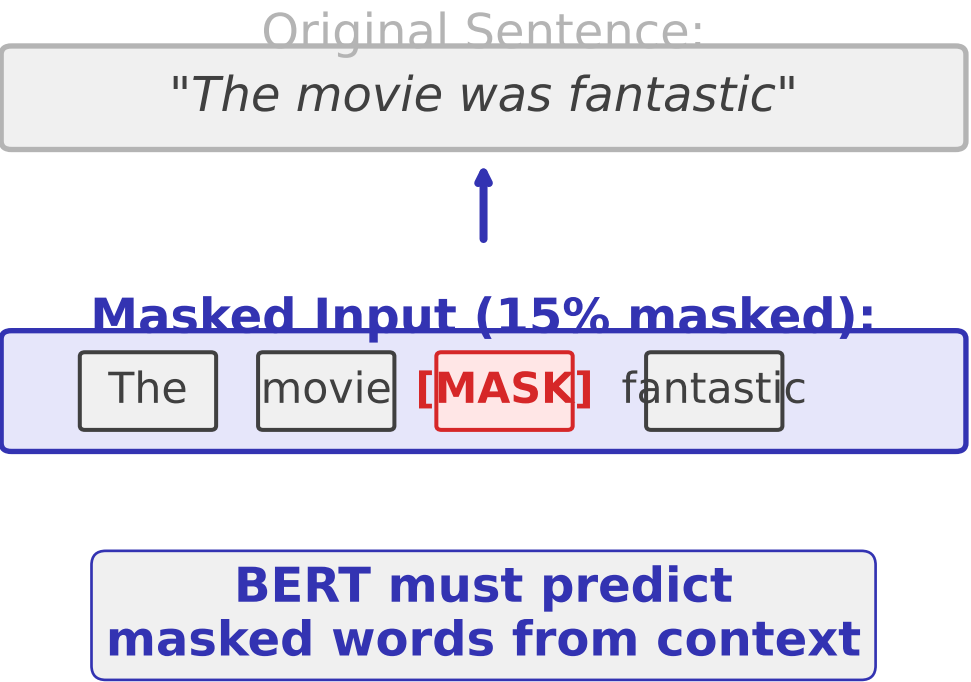 Original Sentence:
"The movie was fantastic"
Masked Input (15% masked):
The movie [MASK] fantastic
BERT must predict
masked words from context